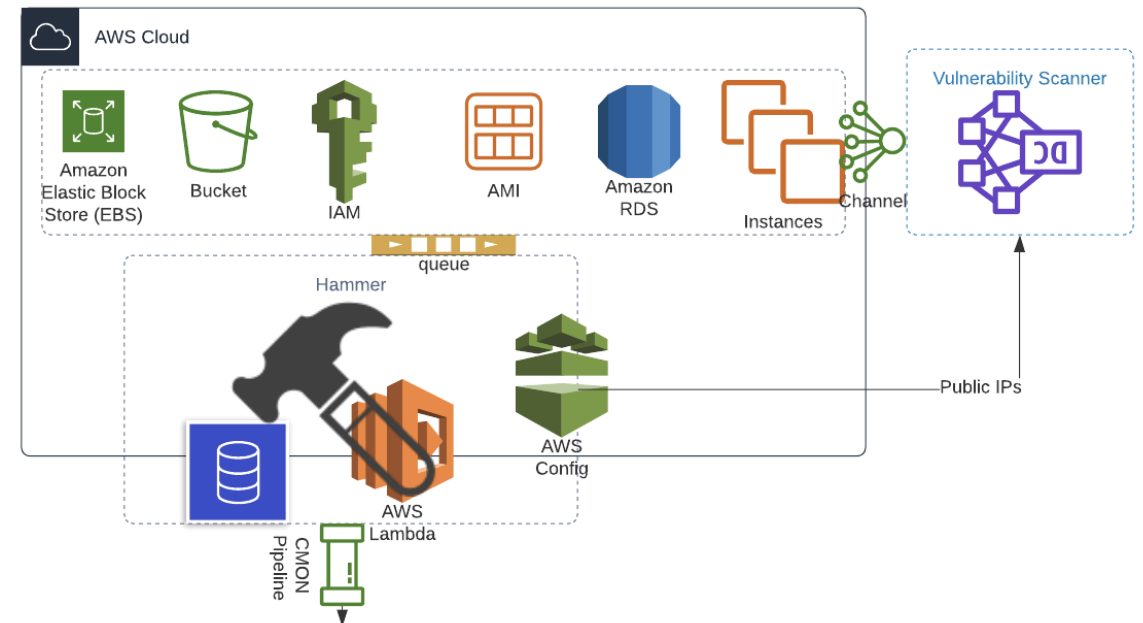 AWS Cloud
Vulnerability Scanner
Amazon
Elastic Block
Store (EBS)
Bucket
IAM
AMI
Amazon
RDS
Instances
Channel
DC
queue
Hammer
Public IPs
AWS
Config
AWS
Lambda
CMON
Pipeline